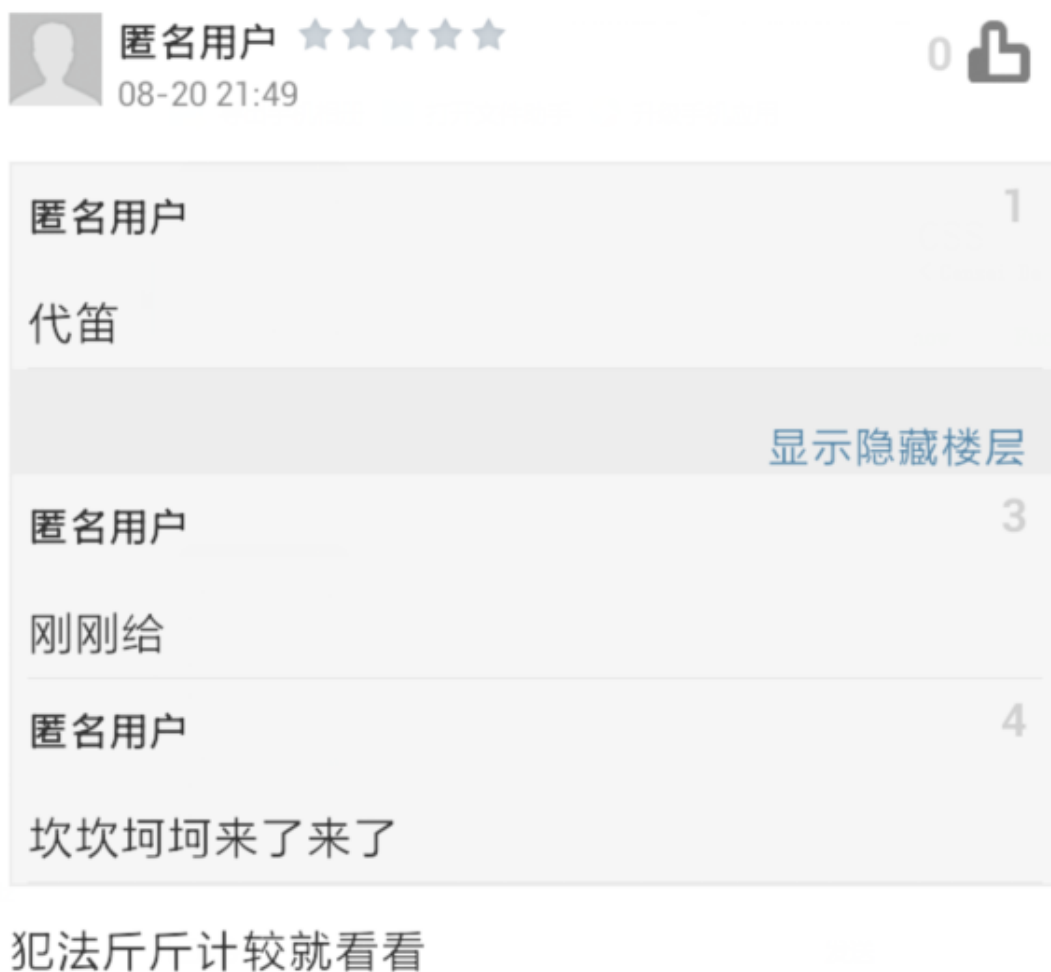 匿名用户
0
08-20 21:49
匿名用户
1
代笛
显示隐藏楼层
匿名用户
3
刚刚给
匿名用户
4
坎坎坷坷来了来了
犯法斤斤计较就看看